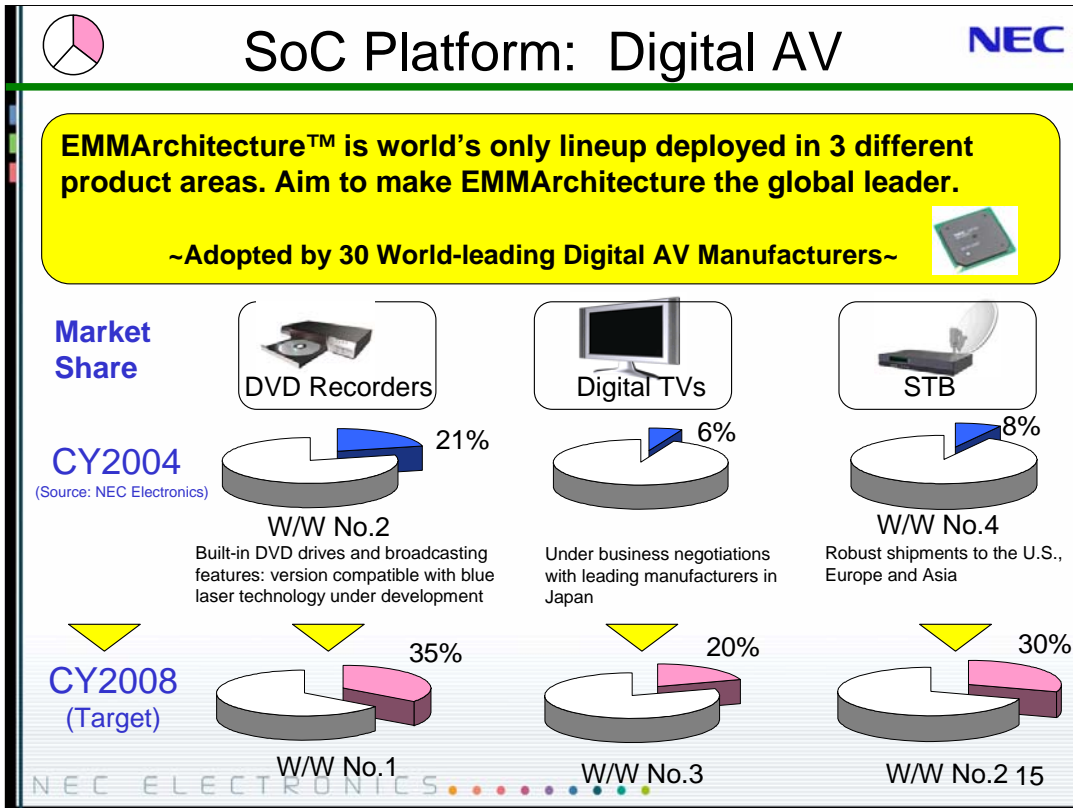 SoC Platform: Digital AV
NEC
EMMArchitecture™ is world's only lineup deployed in 3 different
product areas. Aim to make EMMArchitecture the global leader.
~Adopted by 30 World-leading Digital AV Manufacturers~
Market
Share
DVD Recorders
Digital TVs
STB
CY2004
(Source: NEC Electronics)
21%
6%
8%
W/W No.2
W/W No.4
Built-in DVD drives and broadcasting
features: version compatible with blue
laser technology under development
Under business negotiations
with leading manufacturers in
Japan
Robust shipments to the U.S.,
Europe and Asia
CY2008
(Target)
35%
20%
30%
W/W No.1
W/W No.3
W/W No.2
15
NEC ELECTRONICS